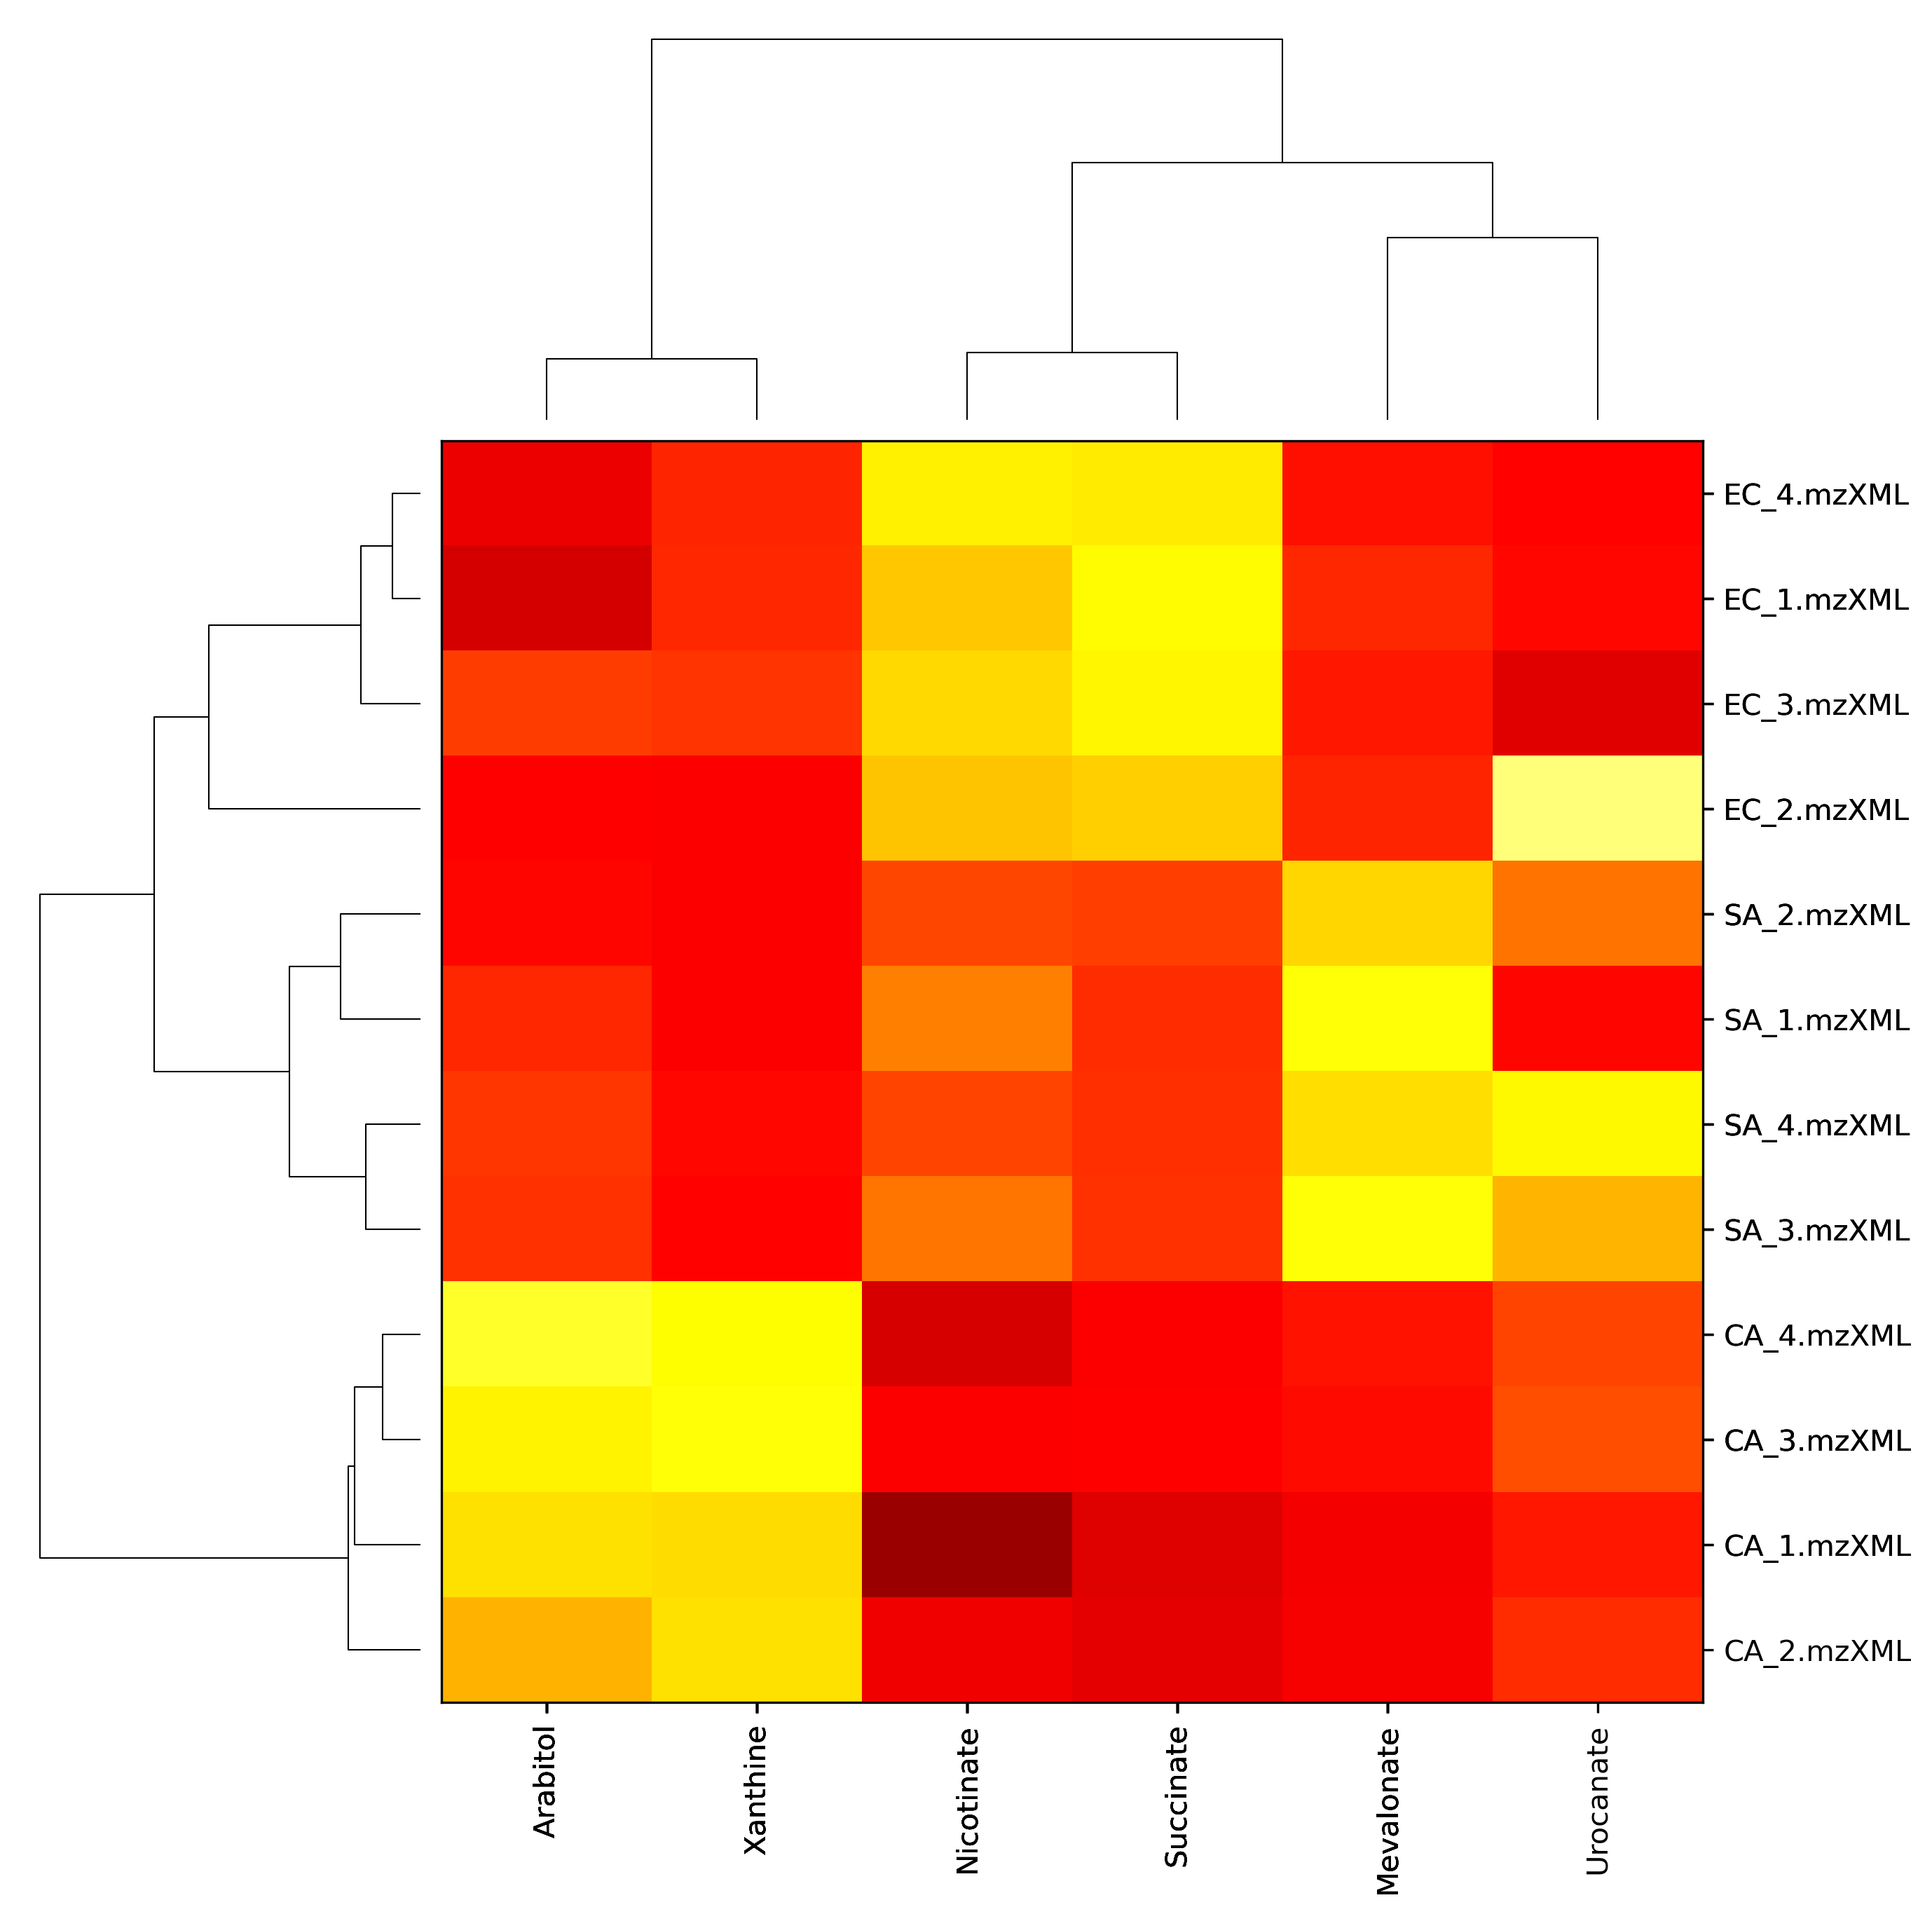 EC_4.mzXML
EC_1.mzXML
EC_3.mzXML
EC_2.mzXML
SA_2.mzXML
SA_1.mzXML
SA_4.mzXML
SA_3.mzXML
CA_4.mzXML
CA_3.mzXML
CA_1.mzXML
CA_2.mzXML
Arabitol
Xanthine
Nicotinate
Succinate
Mevalonate
Urocanate